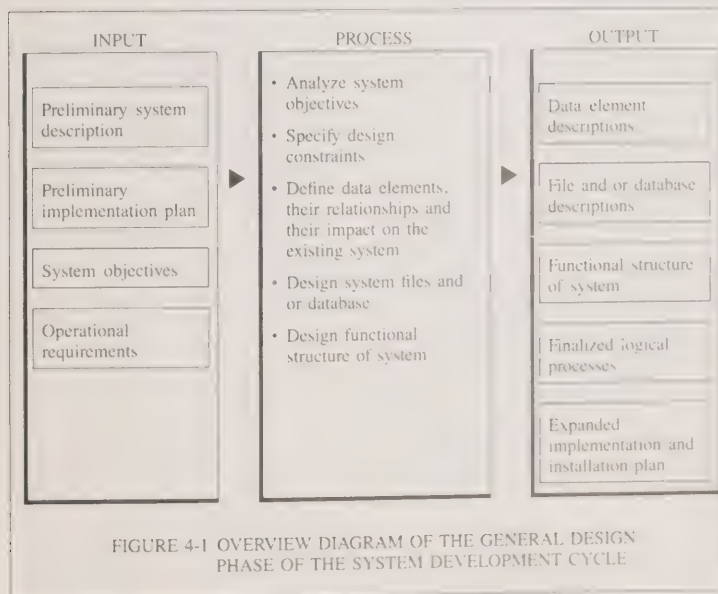 INPUT
Preliminary system
description
Preliminary
implementation plan
System objectives
Operational
requirements
PROCESS
• Analyze system
objectives
• Specify design
constraints
• Define data elements,
their relationships and
their impact on the
existing system
• Design system files and
or database
• Design functional
structure of system
OUTPUT
Data element
descriptions
File and or database
descriptions
Functional structure
of system
Finalized logical
processes
Expanded
implementation and
installation plan
FIGURE 4-1 OVERVIEW DIAGRAM OF THE GENERAL DESIGN
PHASE OF THE SYSTEM DEVELOPMENT CYCLE